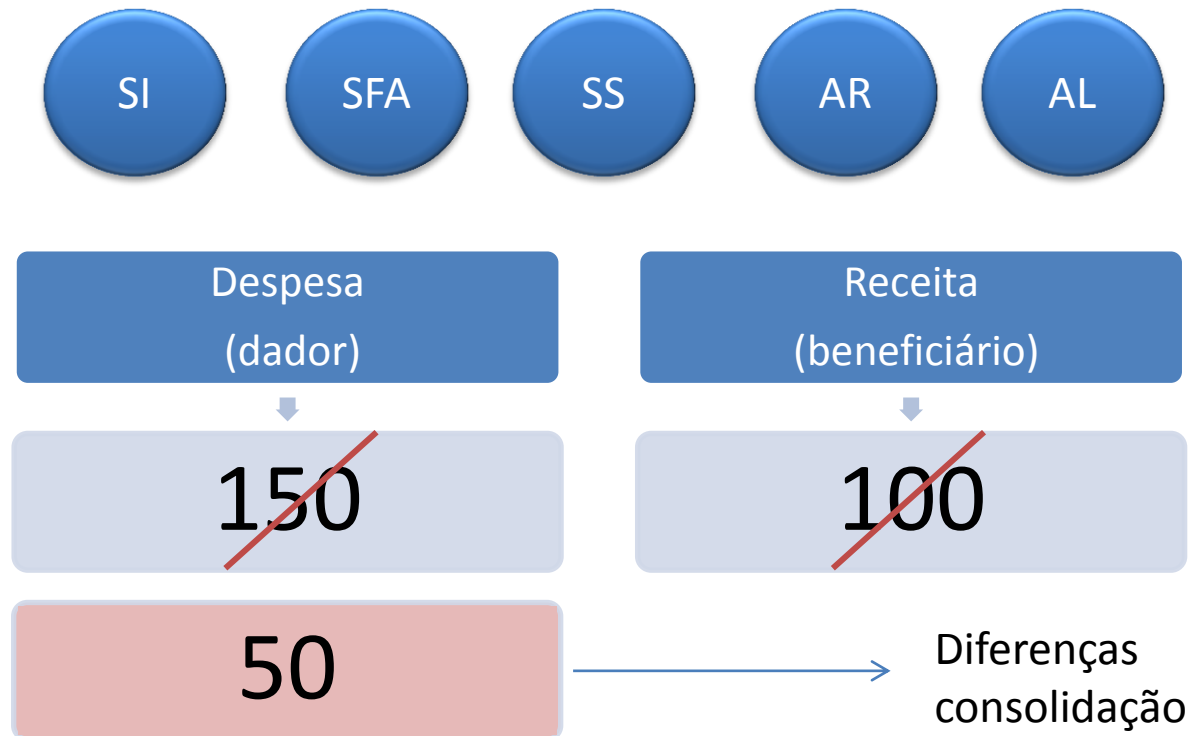 SI
SFA
SS
AR
AL
Despesa
(dador)
Receita
(beneficiário)
150
100
50
Diferenças
consolidação